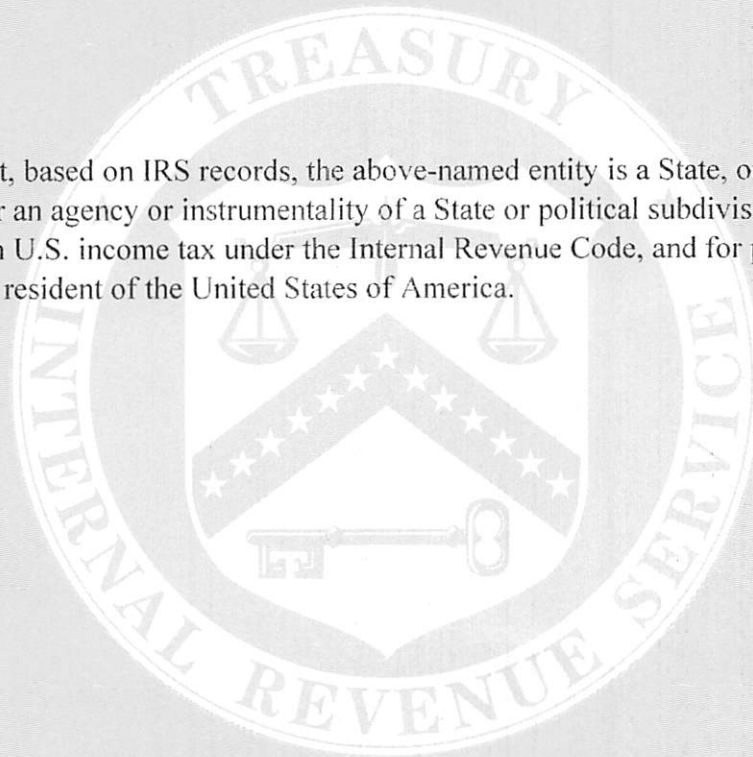 TREASURY
t, based on IRS records, the above-named entity is a State, o
r an agency or instrumentality of a State or political subdivis
n U.S. income tax under the Internal Revenue Code, and for p
resident of the United States of America.
INTERNAL REVENUE SERVICE